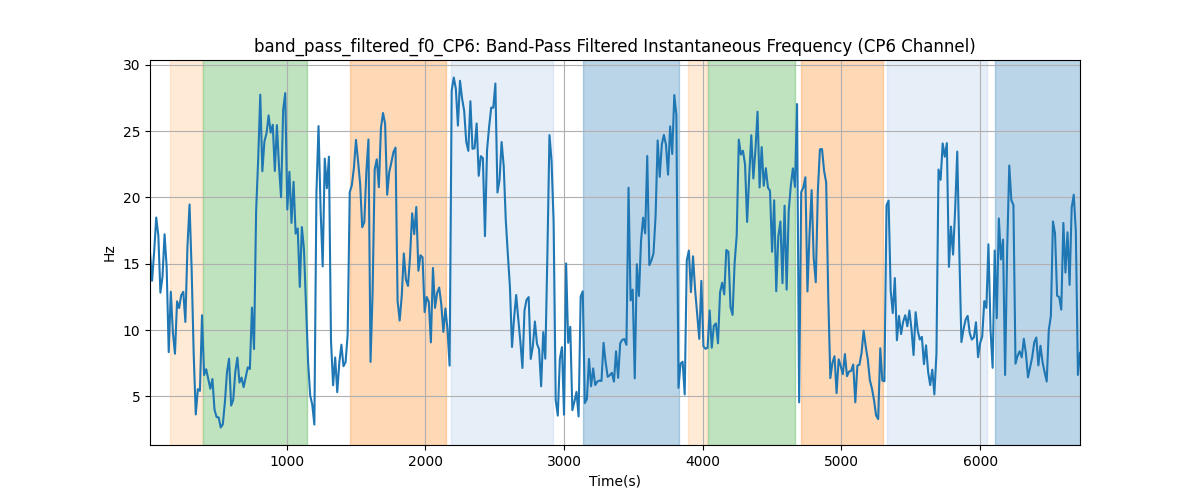 band_pass_filtered_f0_CP6: Band-Pass Filtered Instantaneous Frequency (CP6 Channel)
30
25
20
15
10
5
Hz
1000 2000 3000 4000 5000 6000
Time(s)